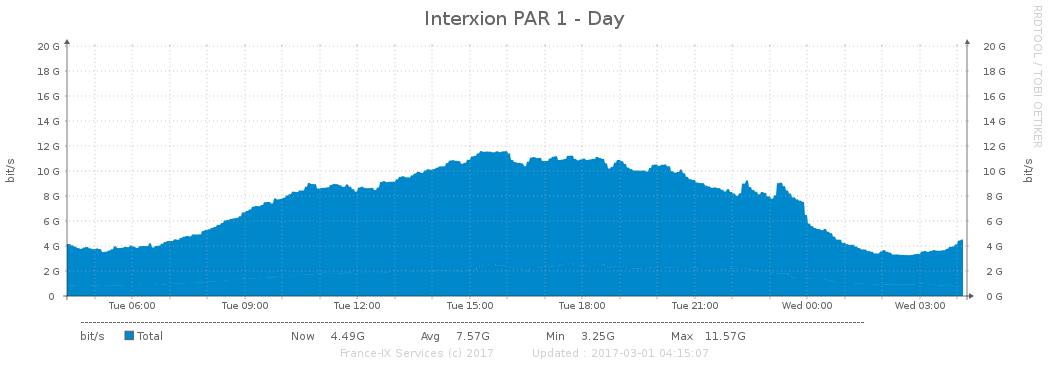 Interxion PAR 1 - Day
RRDTOOL / TOBI OETIKER
bit/s
20 G 20 G
18 G 18 G
16 G 16 G
14 G 14 G
12 G 12 G
10 G 10 G
8 G 8 G
6 G 6 G
4 G 4 G
2 G 2 G
0 0 G
bit/s
Tue 06:00 Tue 09:00 Tue 12:00 Tue 15:00 Tue 18:00 Tue 21:00 Wed 00:00 Wed 03:00
bit/s Total Now 4.49G Avg 7.57G Min 3.25G Max 11.57G
France-IX Services (c) 2017 Updated : 2017-03-01 04:15:07